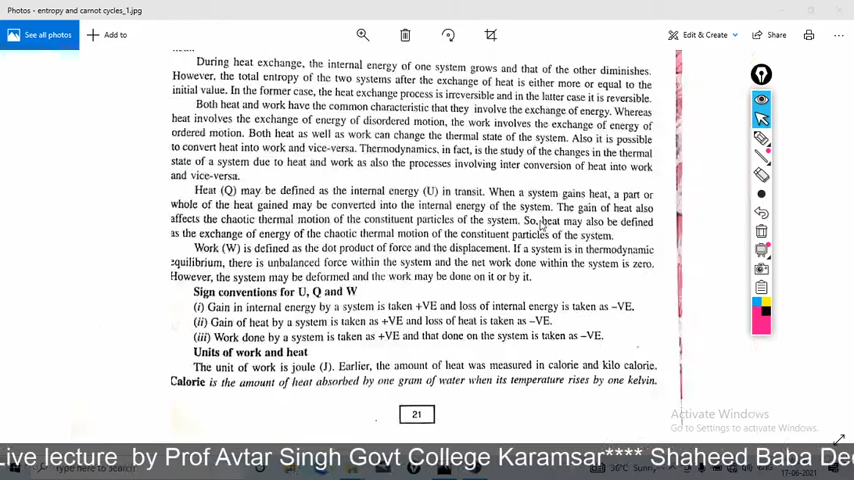 Photos - entropy and carnot cycles_1.jpg
See all photos
Add to
Edit & Create
Share
During heat exchange, the internal energy of one system grows and that of the other diminishes.
However, the total entropy of the two systems after the exchange of heat is either more or equal to the
initial value. In the former case, the heat exchange process is irreversible and in the latter case it is reversible.
Both heat and work have the common characteristic that they involve the exchange of energy. Whereas
heat involves the exchange of energy of disordered motion, the work involves the exchange of energy of
ordered motion. Both heat as well as work can change the thermal state of the system. Also it is possible
to convert heat into work and vice-versa. Thermodynamics, in fact, is the study of the changes in the thermal
state of a system due to heat and work as also the processes involving inter conversion of heat into work
and vice-versa.
Heat (Q) may be defined as the internal energy (U) in transit. When a system gains heat, a part or
whole of the heat gained may be converted into the internal energy of the system. The gain of heat also
affects the chaotic thermal motion of the constituent particles of the system. So, heat may also be defined
as the exchange of energy of the chaotic thermal motion of the constituent particles of the system.
Work (W) is defined as the dot product of force and the displacement. If a system is in thermodynamic
equilibrium, there is unbalanced force within the system and the net work done within the system is zero.
However, the system may be deformed and the work may be done on it or by it.
Sign conventions for U, Q and W
(i) Gain in internal energy by a system is taken +VE and loss of internal energy is taken as –VE.
(ii) Gain of heat by a system is taken as +VE and loss of heat is taken as –VE.
(iii) Work done by a system is taken as +VE and that done on the system is taken as –VE.
Units of work and heat
The unit of work is joule (J). Earlier, the amount of heat was measured in calorie and kilo calorie.
Calorie is the amount of heat absorbed by one gram of water when its temperature rises by one kelvin.
21
Activate Windows
Go to Settings to activate Windows.
Live lecture by Prof Avtar Singh Govt College Karamsar**** Shaheed Baba Dee
Type here to search
36°C Sunny
17-06-2021